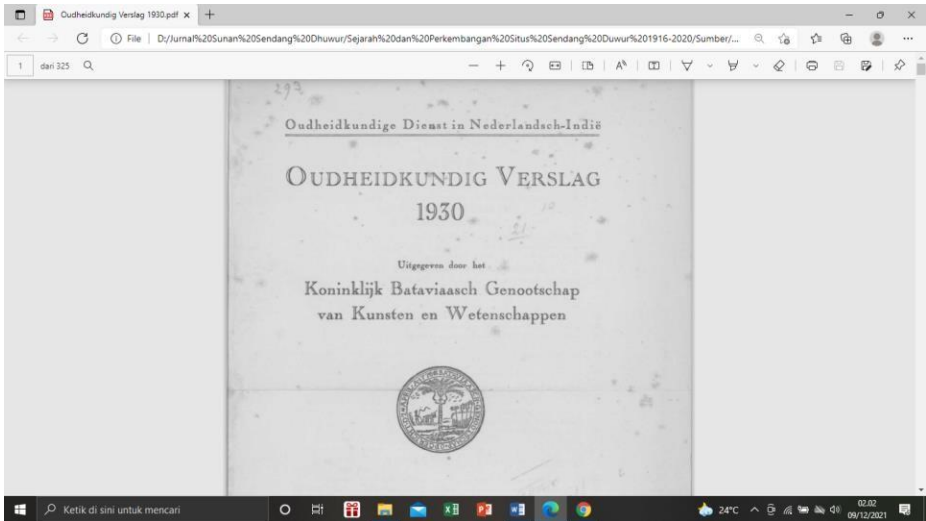 Oudheidkundig Verslag 1930.pdf
File
D:/Jurnal%20Sunan%20Sendang%20Dhuwur/Sejarah%20dan%20Perkembangan%20Situs%20Sendang%20Duwur%201916-2020/Sumber/...
1 dari 325
297
Oudheidkundige Dienst in Nederlandsch-Indië
OUDHEIDKUNDIG VERSLAG
1930
Uitgegeven door het
Koninklijk Bataviaasch Genootschap
van Kunsten en Wetenschappen
Ketik di sini untuk mencari
24°C
02.02
09/12/2021